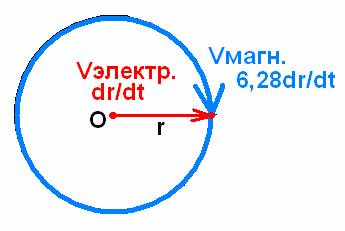 Vэлектр.
dr/dt
Vмагн.
6,28dr/dt
O
r